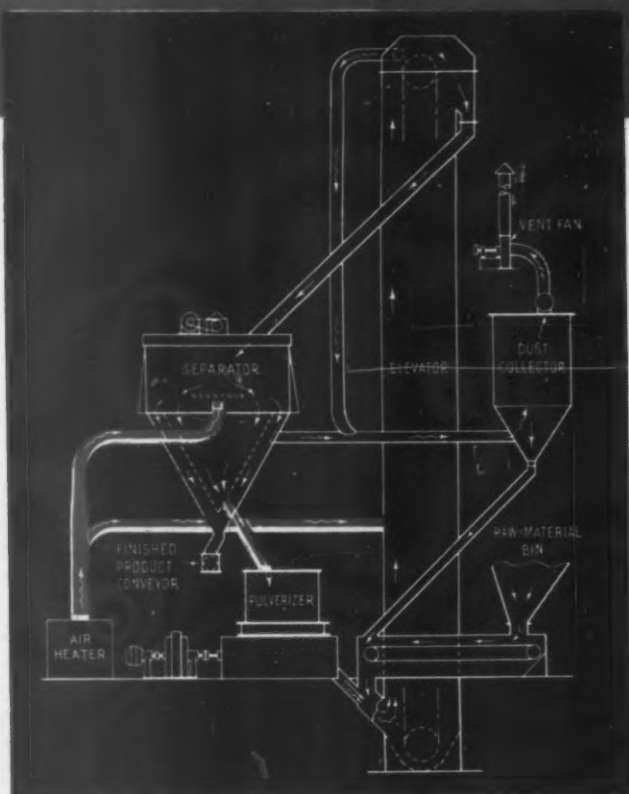 VENT FAN
SEPARATOR
ELEVATOR
DUST
COLLECTOR
RAW-MATERIAL
BIN
FINISHED
PRODUCT
CONVEYOR
PULVERIZER
AIR
HEATER